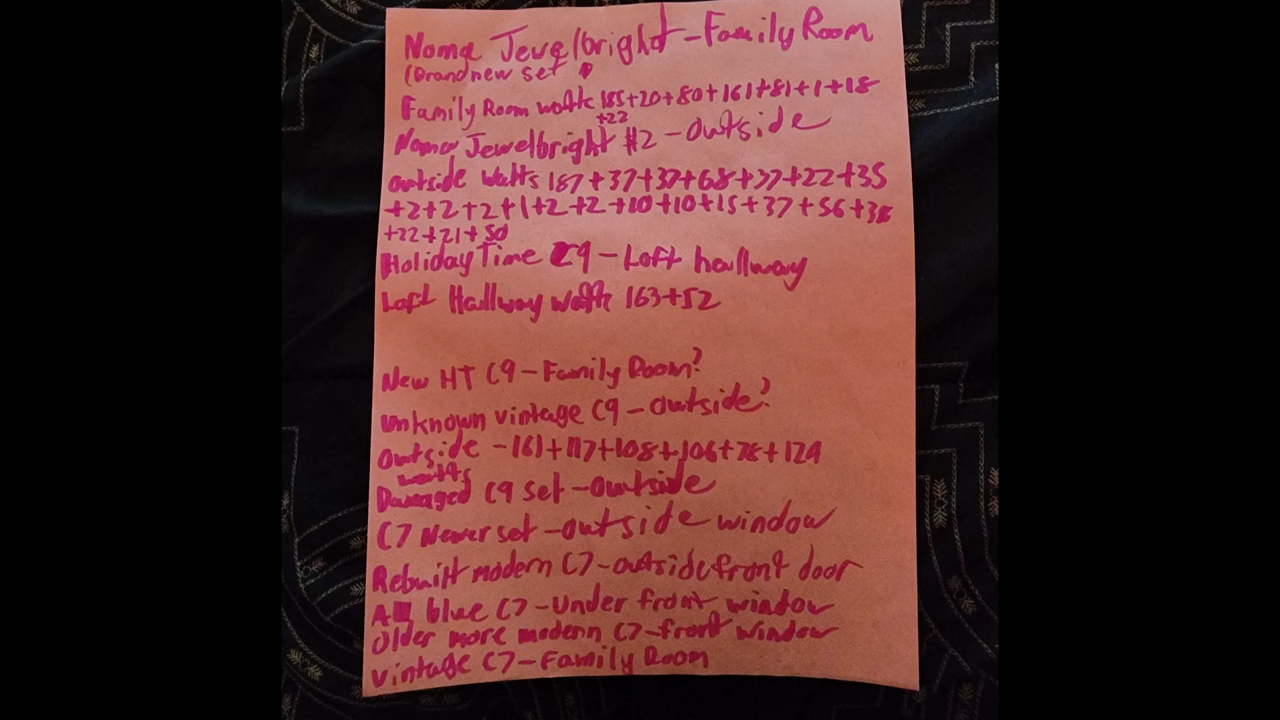 Noma Jewelbright-Family Room
(Brand new set
Family Room watts 185+20+80+161+81+1+18
+22
Noma Jewelbright #2-Outside
Outside Watts 187+37+37+68+37+22+35
+2+2+2+1+2+2+10+10+15+37+56+36
+22+21+50
Holiday Time C9-Loft hallway
Loft Hallway watts 163+52
New HT C9-Family Room?
Unknown vintage C9-Outside?
Outside -161+117+108+106+78+129
watts
Damaged C9 set-Outside
C7 Newer set-outside window
Rebuilt modern C7-outside front door
All blue C7-Under front window
Older more modern C7-front window
Vintage C7-Family Room